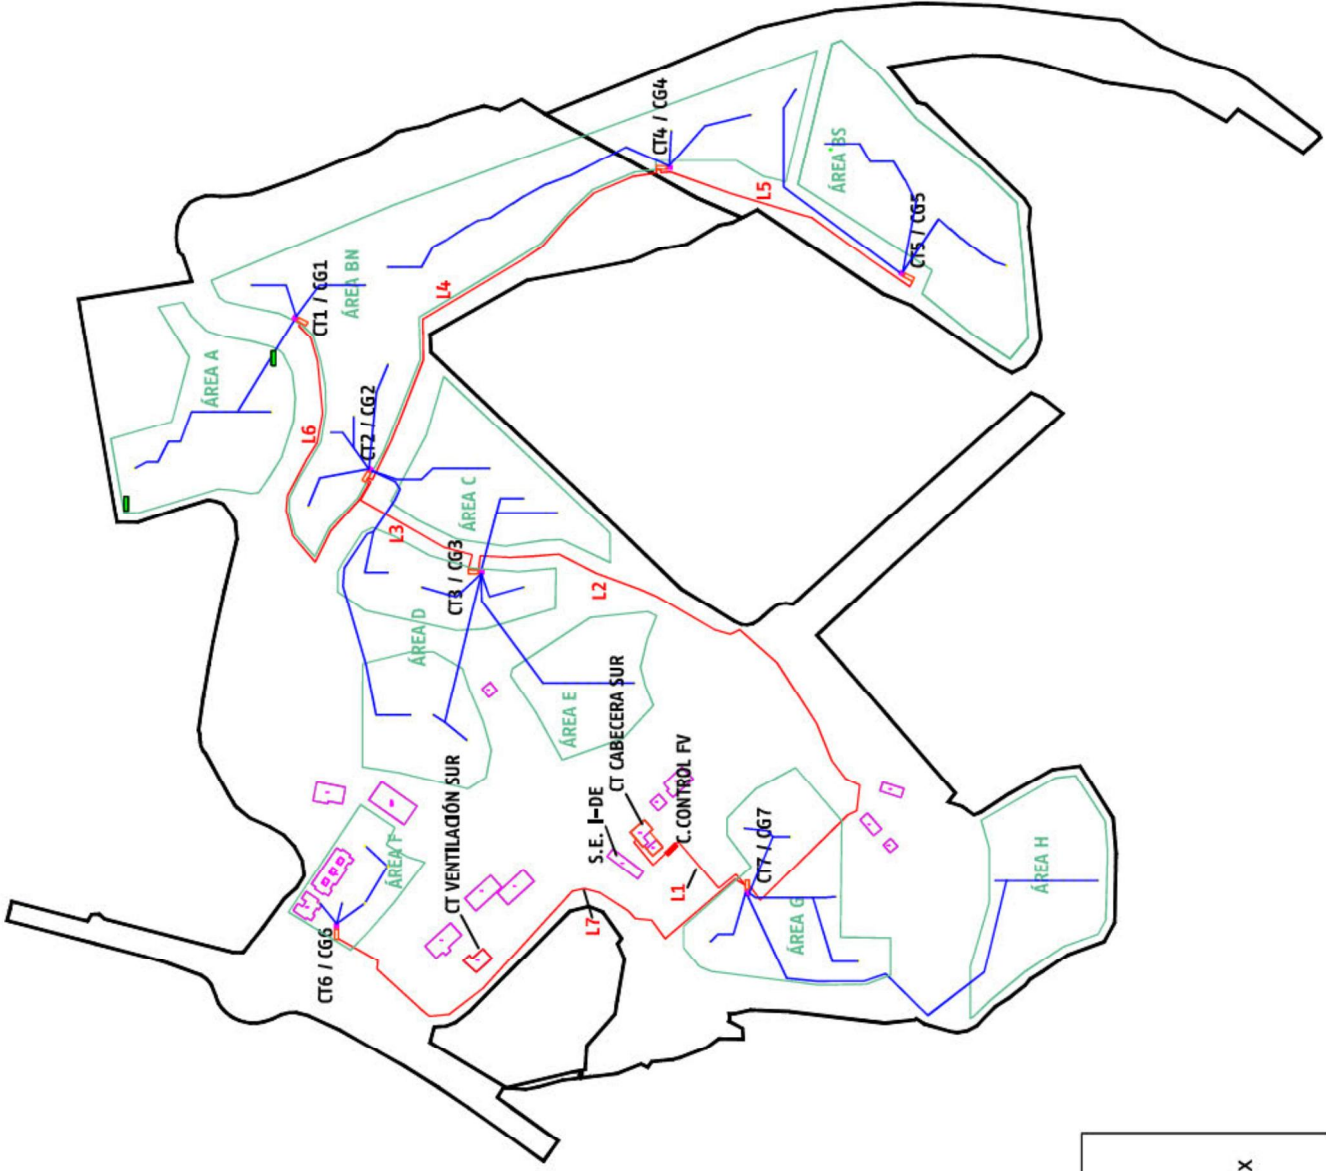 CT4 / CG4
ÁREA BS
L5
CT5 / CG5
CT1 / CG1
ÁREA BN
L4
ÁREA A
L6
CT2 / CG2
ÁREA C
L3
CT3 / CG3
L2
ÁREA D
ÁREA E
CT CABECERA SUR
C.CONTROL FV
S.E. I-DE
CT VENTILACIÓN SUR
ÁREA F
CT7 / CG7
L1
L7
ÁREA G
ÁREA H
CT6 / CG6
X